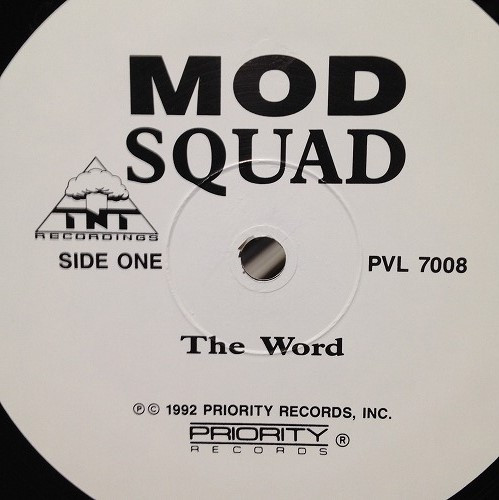 MOD
SQUAD
TNT
RECORDINGS
SIDE ONE
PVL 7008
The Word
℗ © 1992 PRIORITY RECORDS, INC.
PRIORITY ®
RECORDS